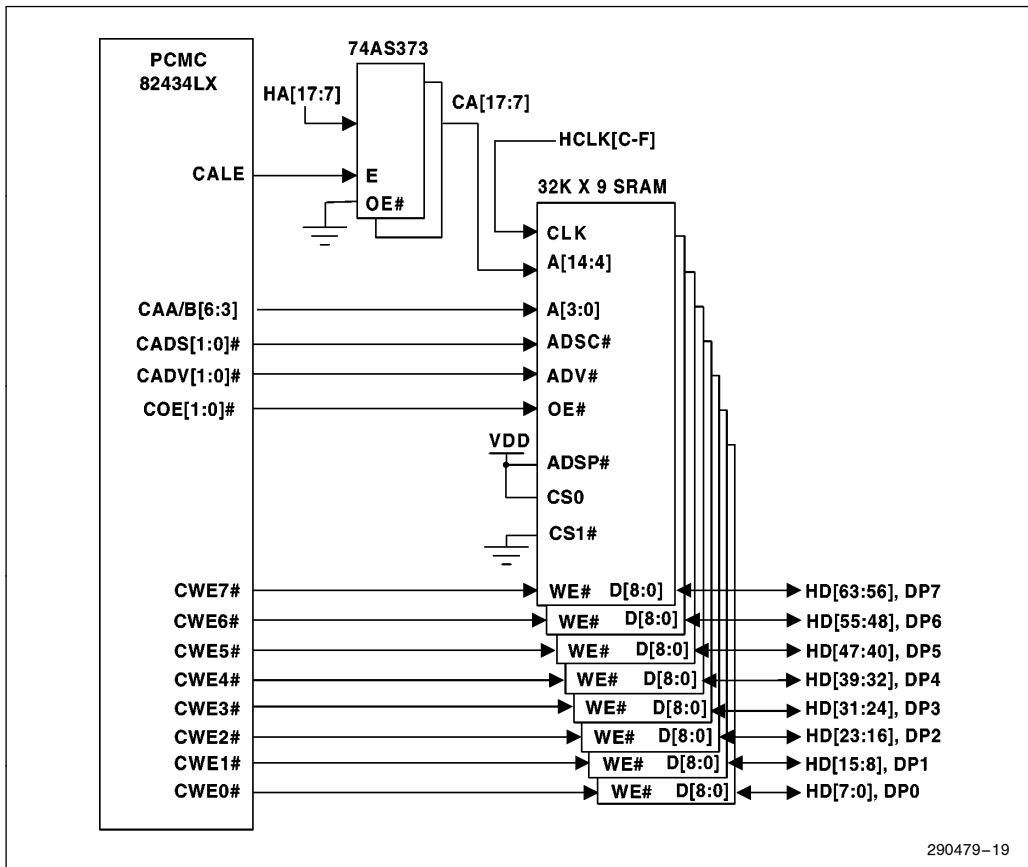 PCMC
82434LX
74AS373
HA[17:7]
CA[17:7]
HCLK[C-F]
CALE
E
OE#
32K X 9 SRAM
CLK
A[14:4]
CAA/B[6:3]
A[3:0]
CADS[1:0]#
ADSC#
CADV[1:0]#
ADV#
COE[1:0]#
OE#
VDD
ADSP#
CS0
CS1#
CWE7# WE# D[8:0] HD[63:56], DP7
CWE6# WE# D[8:0] HD[55:48], DP6
CWE5# WE# D[8:0] HD[47:40], DP5
CWE4# WE# D[8:0] HD[39:32], DP4
CWE3# WE# D[8:0] HD[31:24], DP3
CWE2# WE# D[8:0] HD[23:16], DP2
CWE1# WE# D[8:0] HD[15:8], DP1
CWE0# WE# D[8:0] HD[7:0], DP0
290479–19